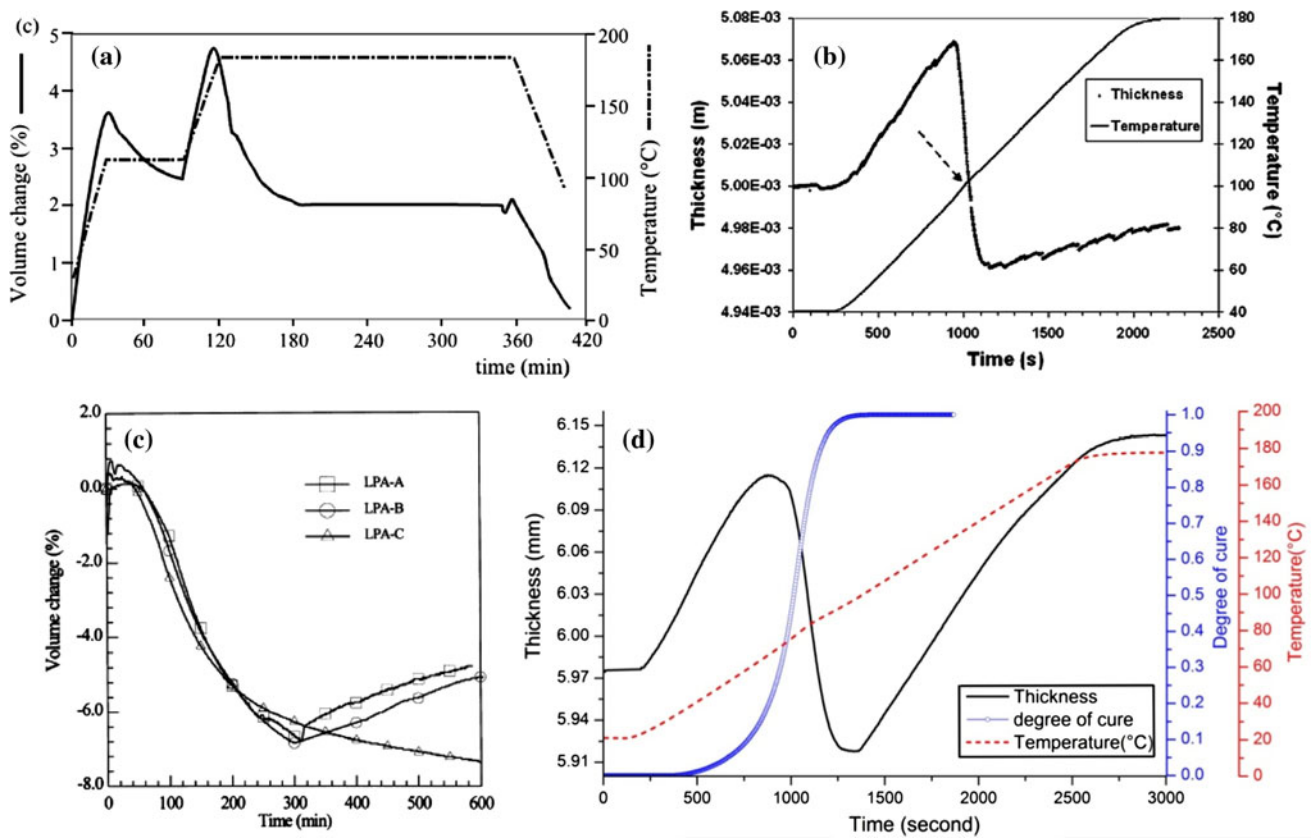 (c)
(a)
Volume change (%)
5
4
3
2
1
0
0
60
120
180
240
300
360
420
time (min)
200
150
100
50
0
Temperature (°C)
(b)
Thickness (m)
5.08E-03
5.06E-03
5.04E-03
5.02E-03
5.00E-03
4.98E-03
4.96E-03
4.94E-03
Thickness
Temperature
180
160
140
120
100
80
60
40
Temperature (°C)
0
500
1000
1500
2000
2500
Time (s)
(c)
Volume change (%)
2.0
0.0
-2.0
-4.0
-6.0
-8.0
LPA-A
LPA-B
LPA-C
0
100
200
300
400
500
600
Time (min)
(d)
Thickness (mm)
6.15
6.12
6.09
6.06
6.03
6.00
5.97
5.94
5.91
Thickness
degree of cure
Temperature(°C)
0
500
1000
1500
2000
2500
3000
Time (second)
1.0
0.9
0.8
0.7
0.6
0.5
0.4
0.3
0.2
0.1
0.0
Degree of cure
200
180
160
140
120
100
80
60
40
20
0
Temperature(°C)